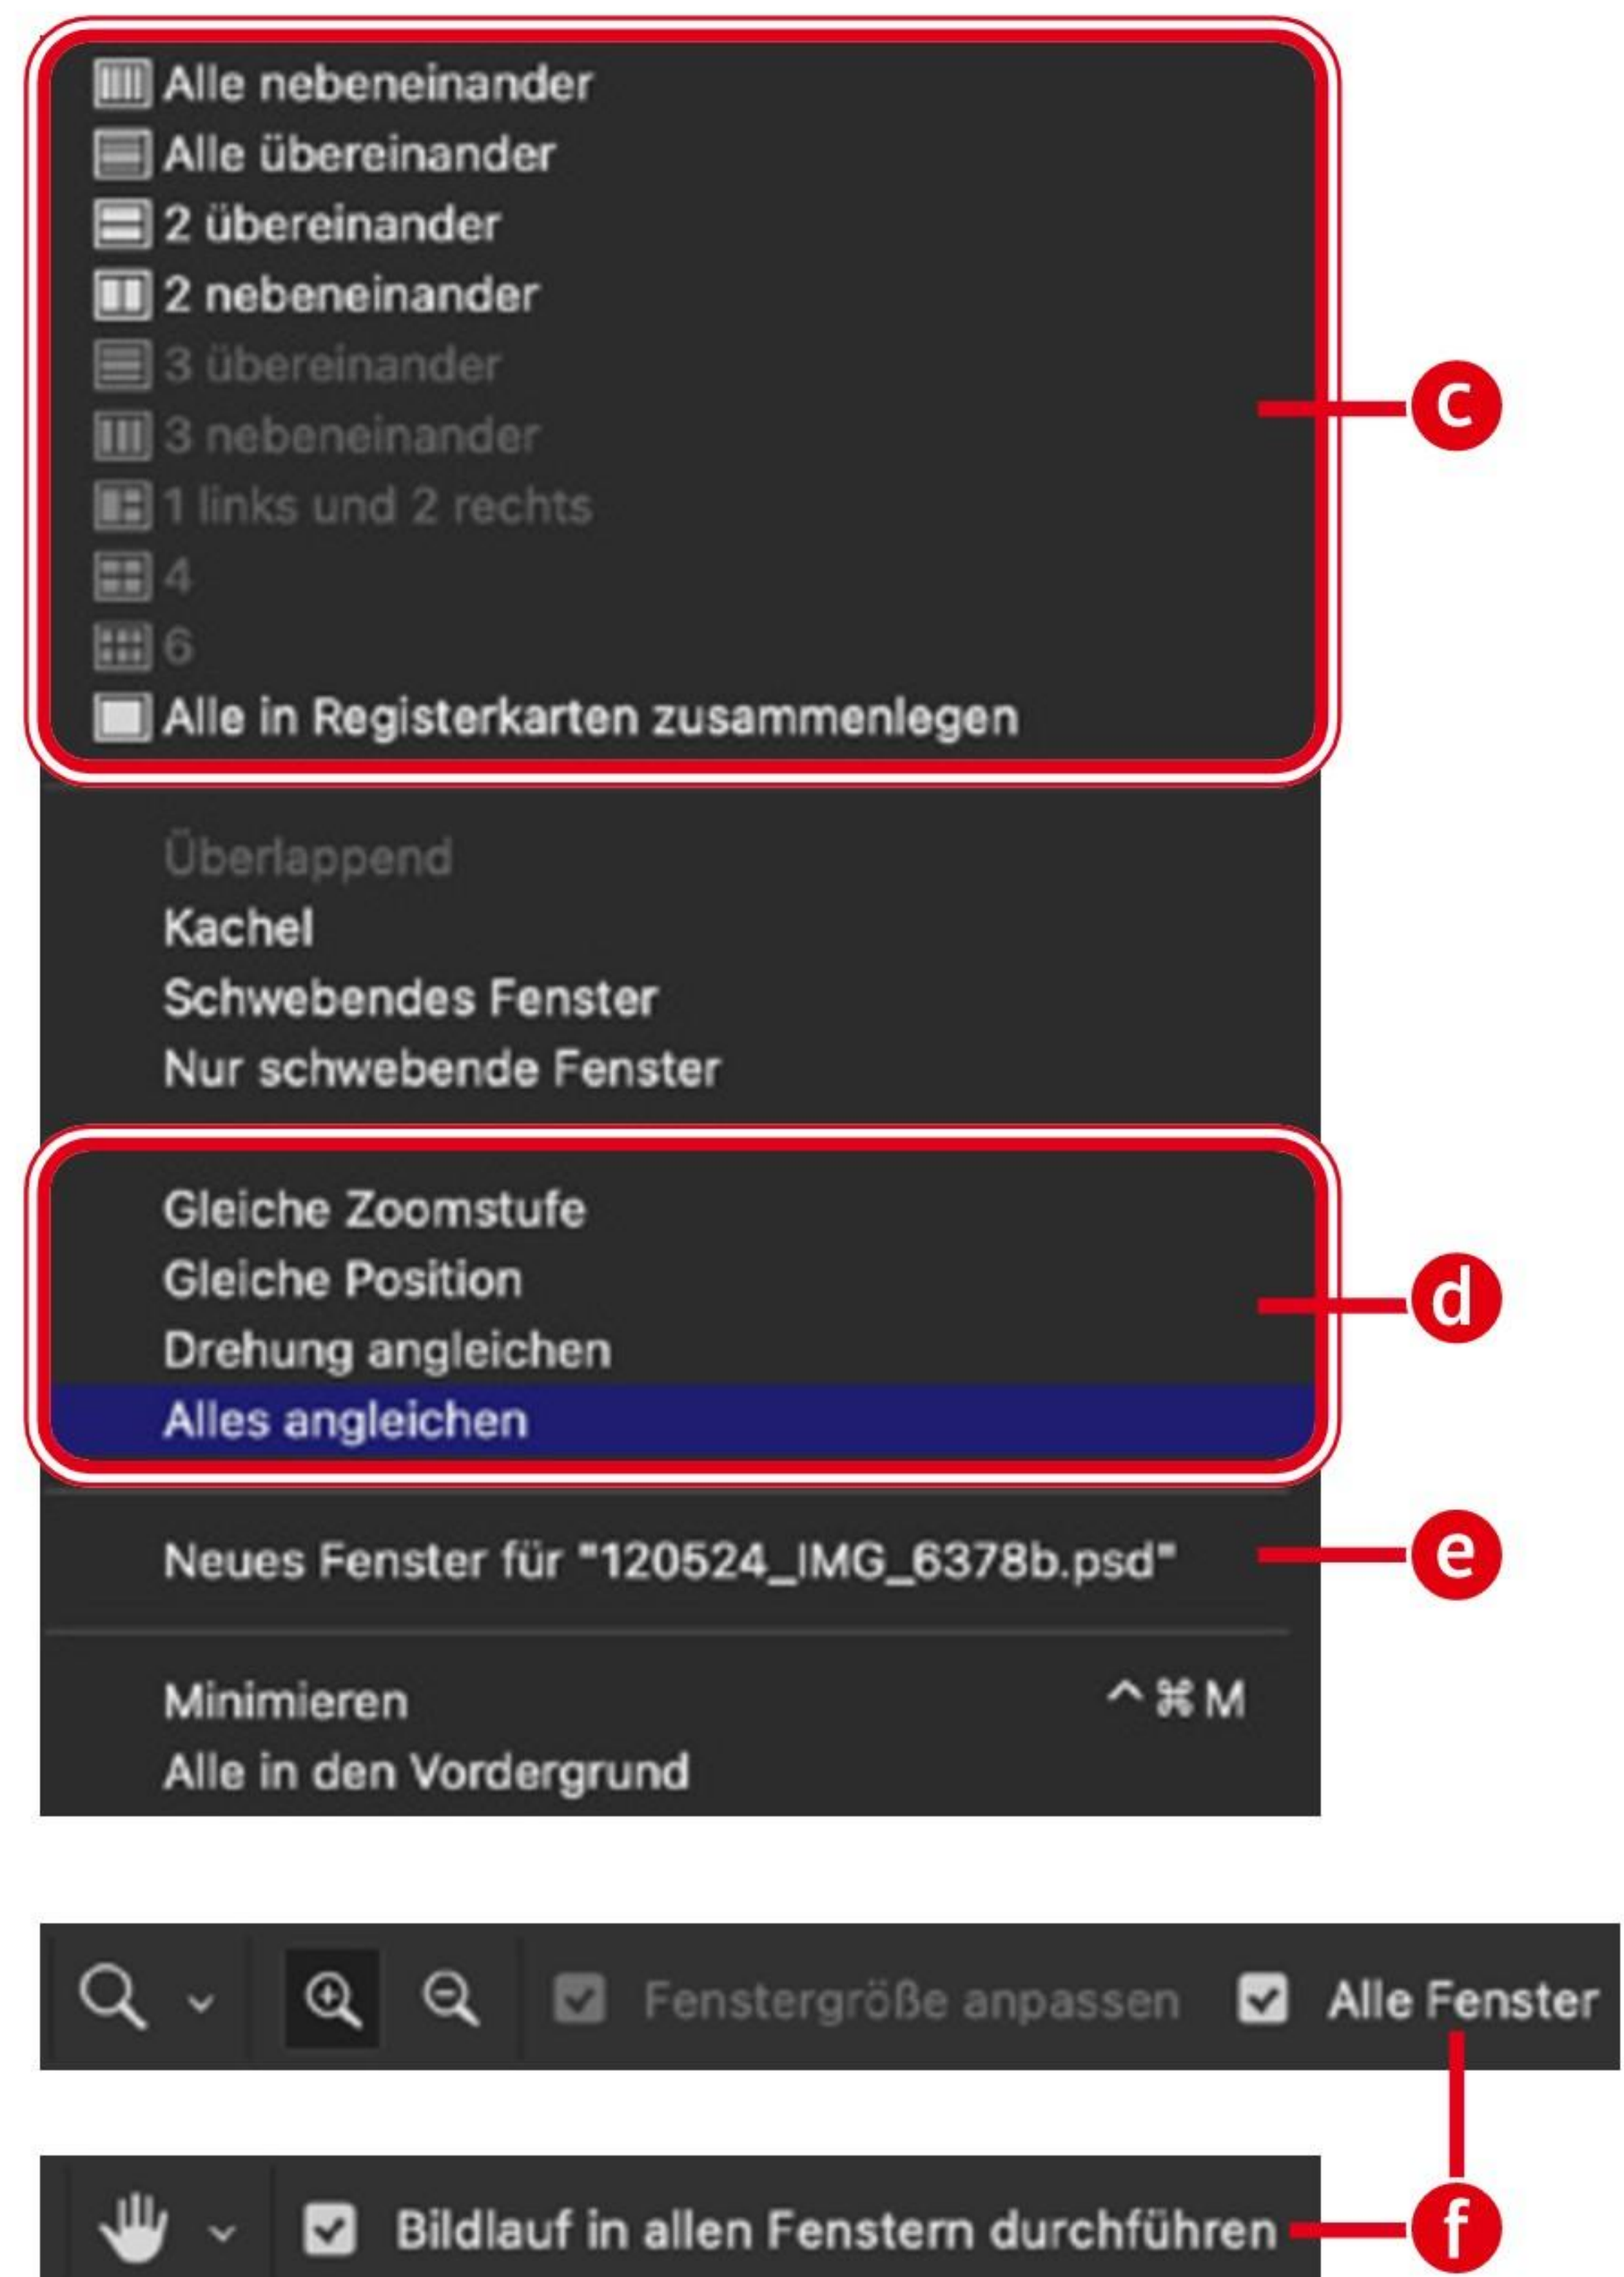 Alle nebeneinander
Alle übereinander
2 übereinander
2 nebeneinander
3 übereinander
3 nebeneinander
1 links und 2 rechts
4
6
Alle in Registerkarten zusammenlegen
c
Überlappend
Kachel
Schwebendes Fenster
Nur schwebende Fenster
Gleiche Zoomstufe
Gleiche Position
Drehung angleichen
Alles angleichen
d
Neues Fenster für "120524_IMG_6378b.psd"
e
Minimieren ^⌘M
Alle in den Vordergrund
Fenstergröße anpassen Alle Fenster
Bildlauf in allen Fenstern durchführen
f